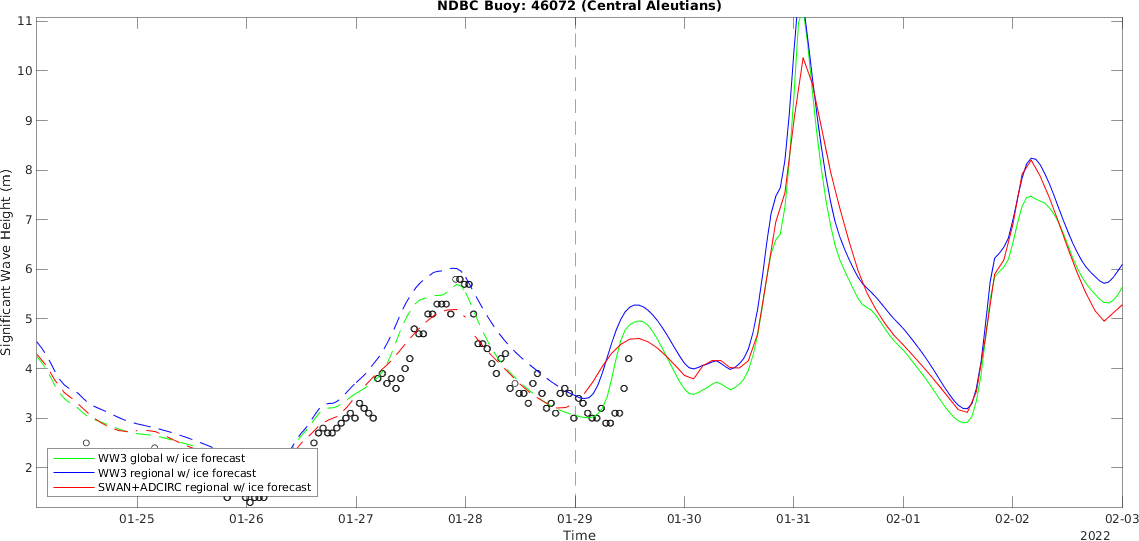 NDBC Buoy: 46072 (Central Aleutians)
11
10
9
8
7
6
5
4
3
2
Significant Wave Height (m)
WW3 global w/ ice forecast
WW3 regional w/ ice forecast
SWAN+ADCIRC regional w/ ice forecast
01-25 01-26 01-27 01-28 01-29 01-30 01-31 02-01 02-02 02-03
Time 2022